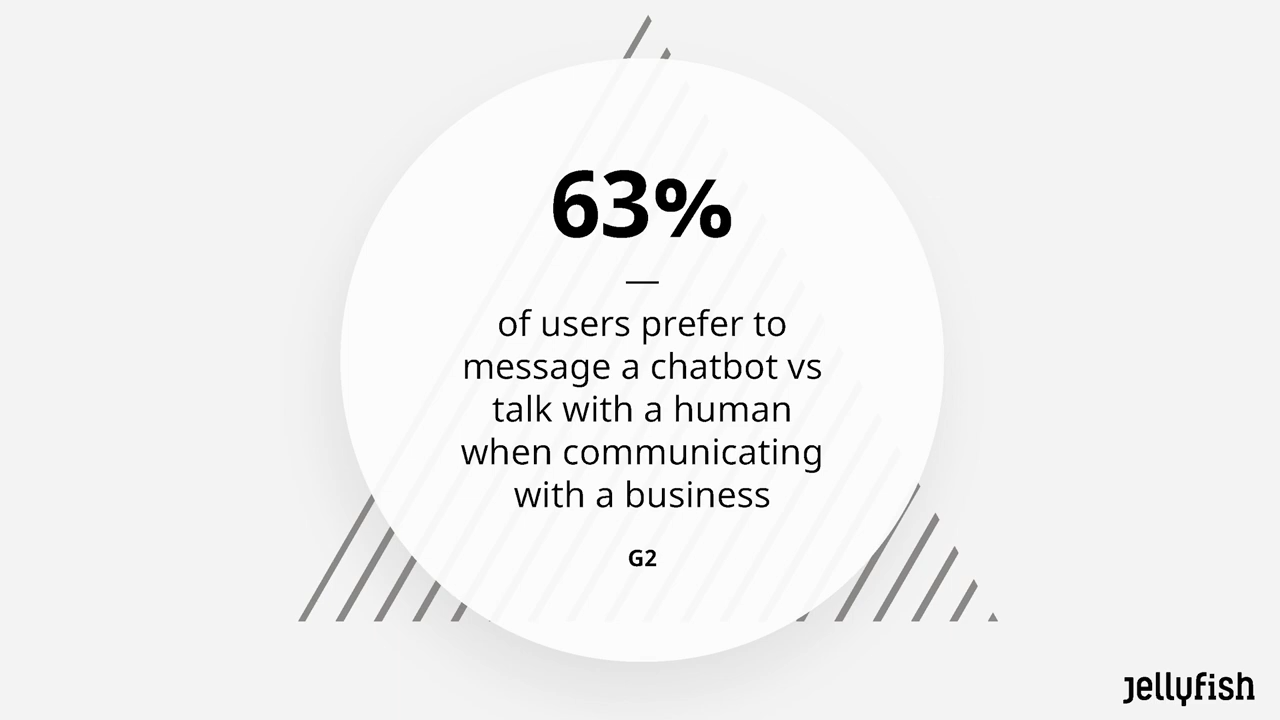 63%
—
of users prefer to
message a chatbot vs
talk with a human
when communicating
with a business
G2
jellyfish